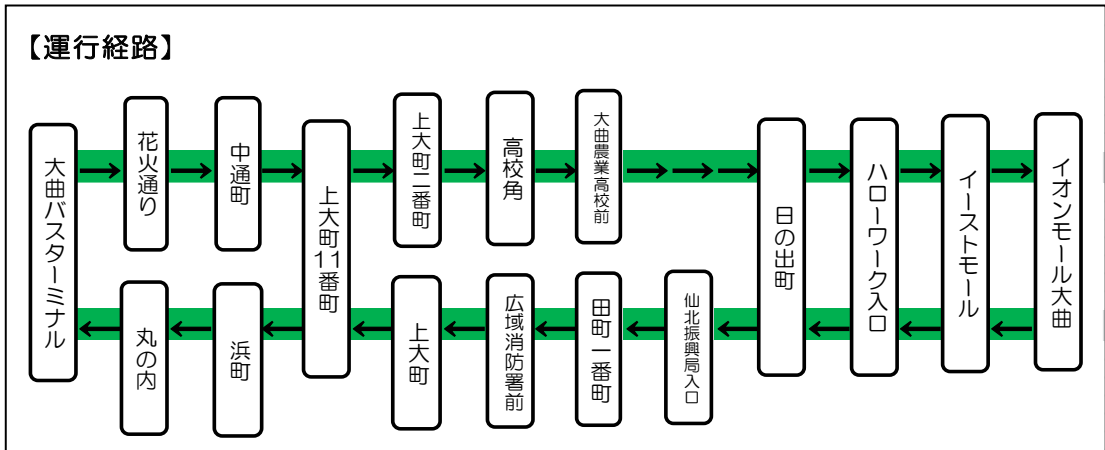 【運行経路】
大曲バスターミナル
花火通り
中通町
上大町11番町
上大町二番町
高校角
大曲農業高校前
日の出町
ハローワーク入口
イーストモール
イオンモール大曲
丸の内
浜町
上大町
広域消防署前
田町一番町
仙北振興局入口